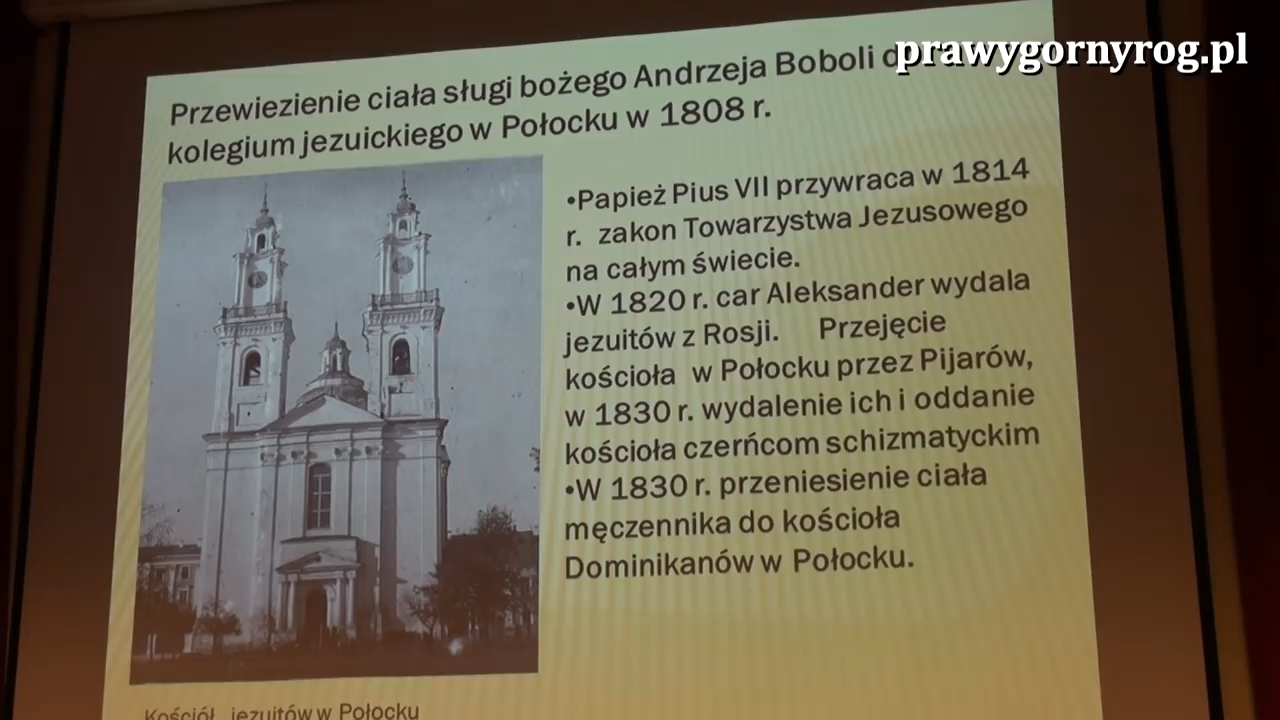 prawygornyrog.pl
Przewiezienie ciała sługi bożego Andrzeja Boboli
kolegium jezuickiego w Połocku w 1808 r.
•Papież Pius VII przywraca w 1814
r. zakon Towarzystwa Jezusowego
na całym świecie.
•W 1820 r. car Aleksander wydala
jezuitów z Rosji. Przejęcie
kościoła w Połocku przez Pijarów,
w 1830 r. wydalenie ich i oddanie
kościoła czerńcom schizmatyckim
•W 1830 r. przeniesienie ciała
męczennika do kościoła
Dominikanów w Połocku.
Kościół jezuitów w Połocku